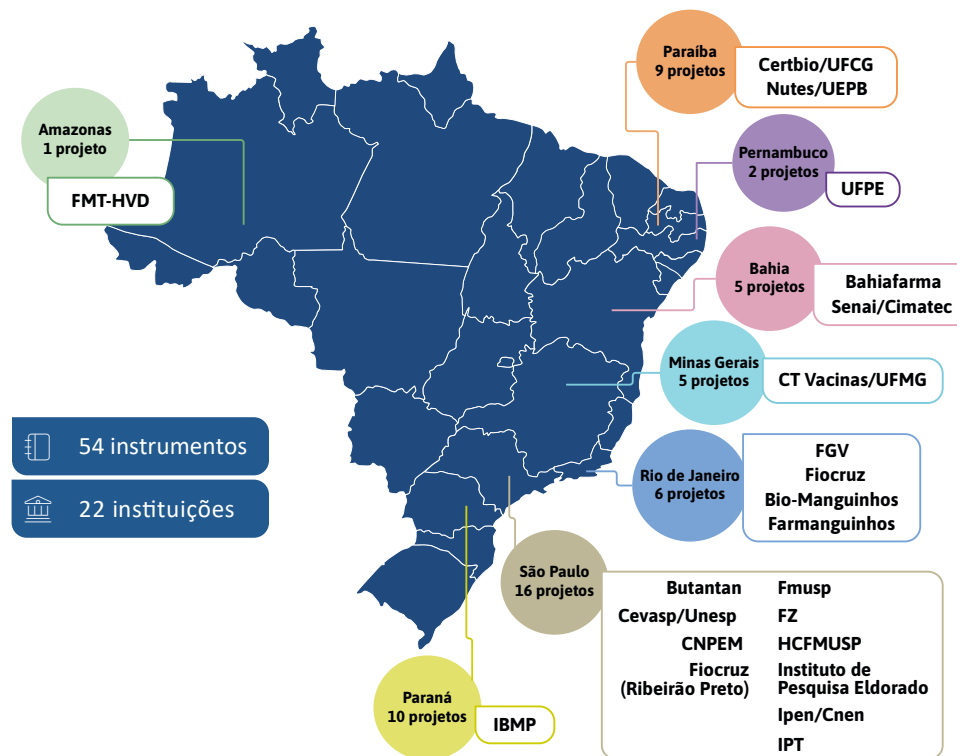 Paraíba
9 projetos
Certbio/UFCG
Nutes/UEPB
Amazonas
1 projeto
FMT-HVD
Pernambuco
2 projetos
UFPE
Bahia
5 projetos
Bahiafarma
Senai/Cimatec
Minas Gerais
5 projetos
CT Vacinas/UFMG
54 instrumentos
22 instituições
Rio de Janeiro
6 projetos
FGV
Fiocruz
Bio-Manguinhos
Farmanguinhos
São Paulo
16 projetos
Butantan
Cevasp/Unesp
CNPEM
Fiocruz
(Ribeirão Preto)
Fmusp
FZ
HCFMUSP
Instituto de
Pesquisa Eldorado
Ipen/Cnen
IPT
Paraná
10 projetos
IBMP